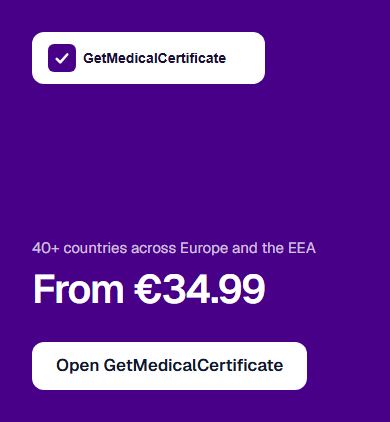 GetMedicalCertificate
40+ countries across Europe and the EEA
From €34.99
Open GetMedicalCertificate